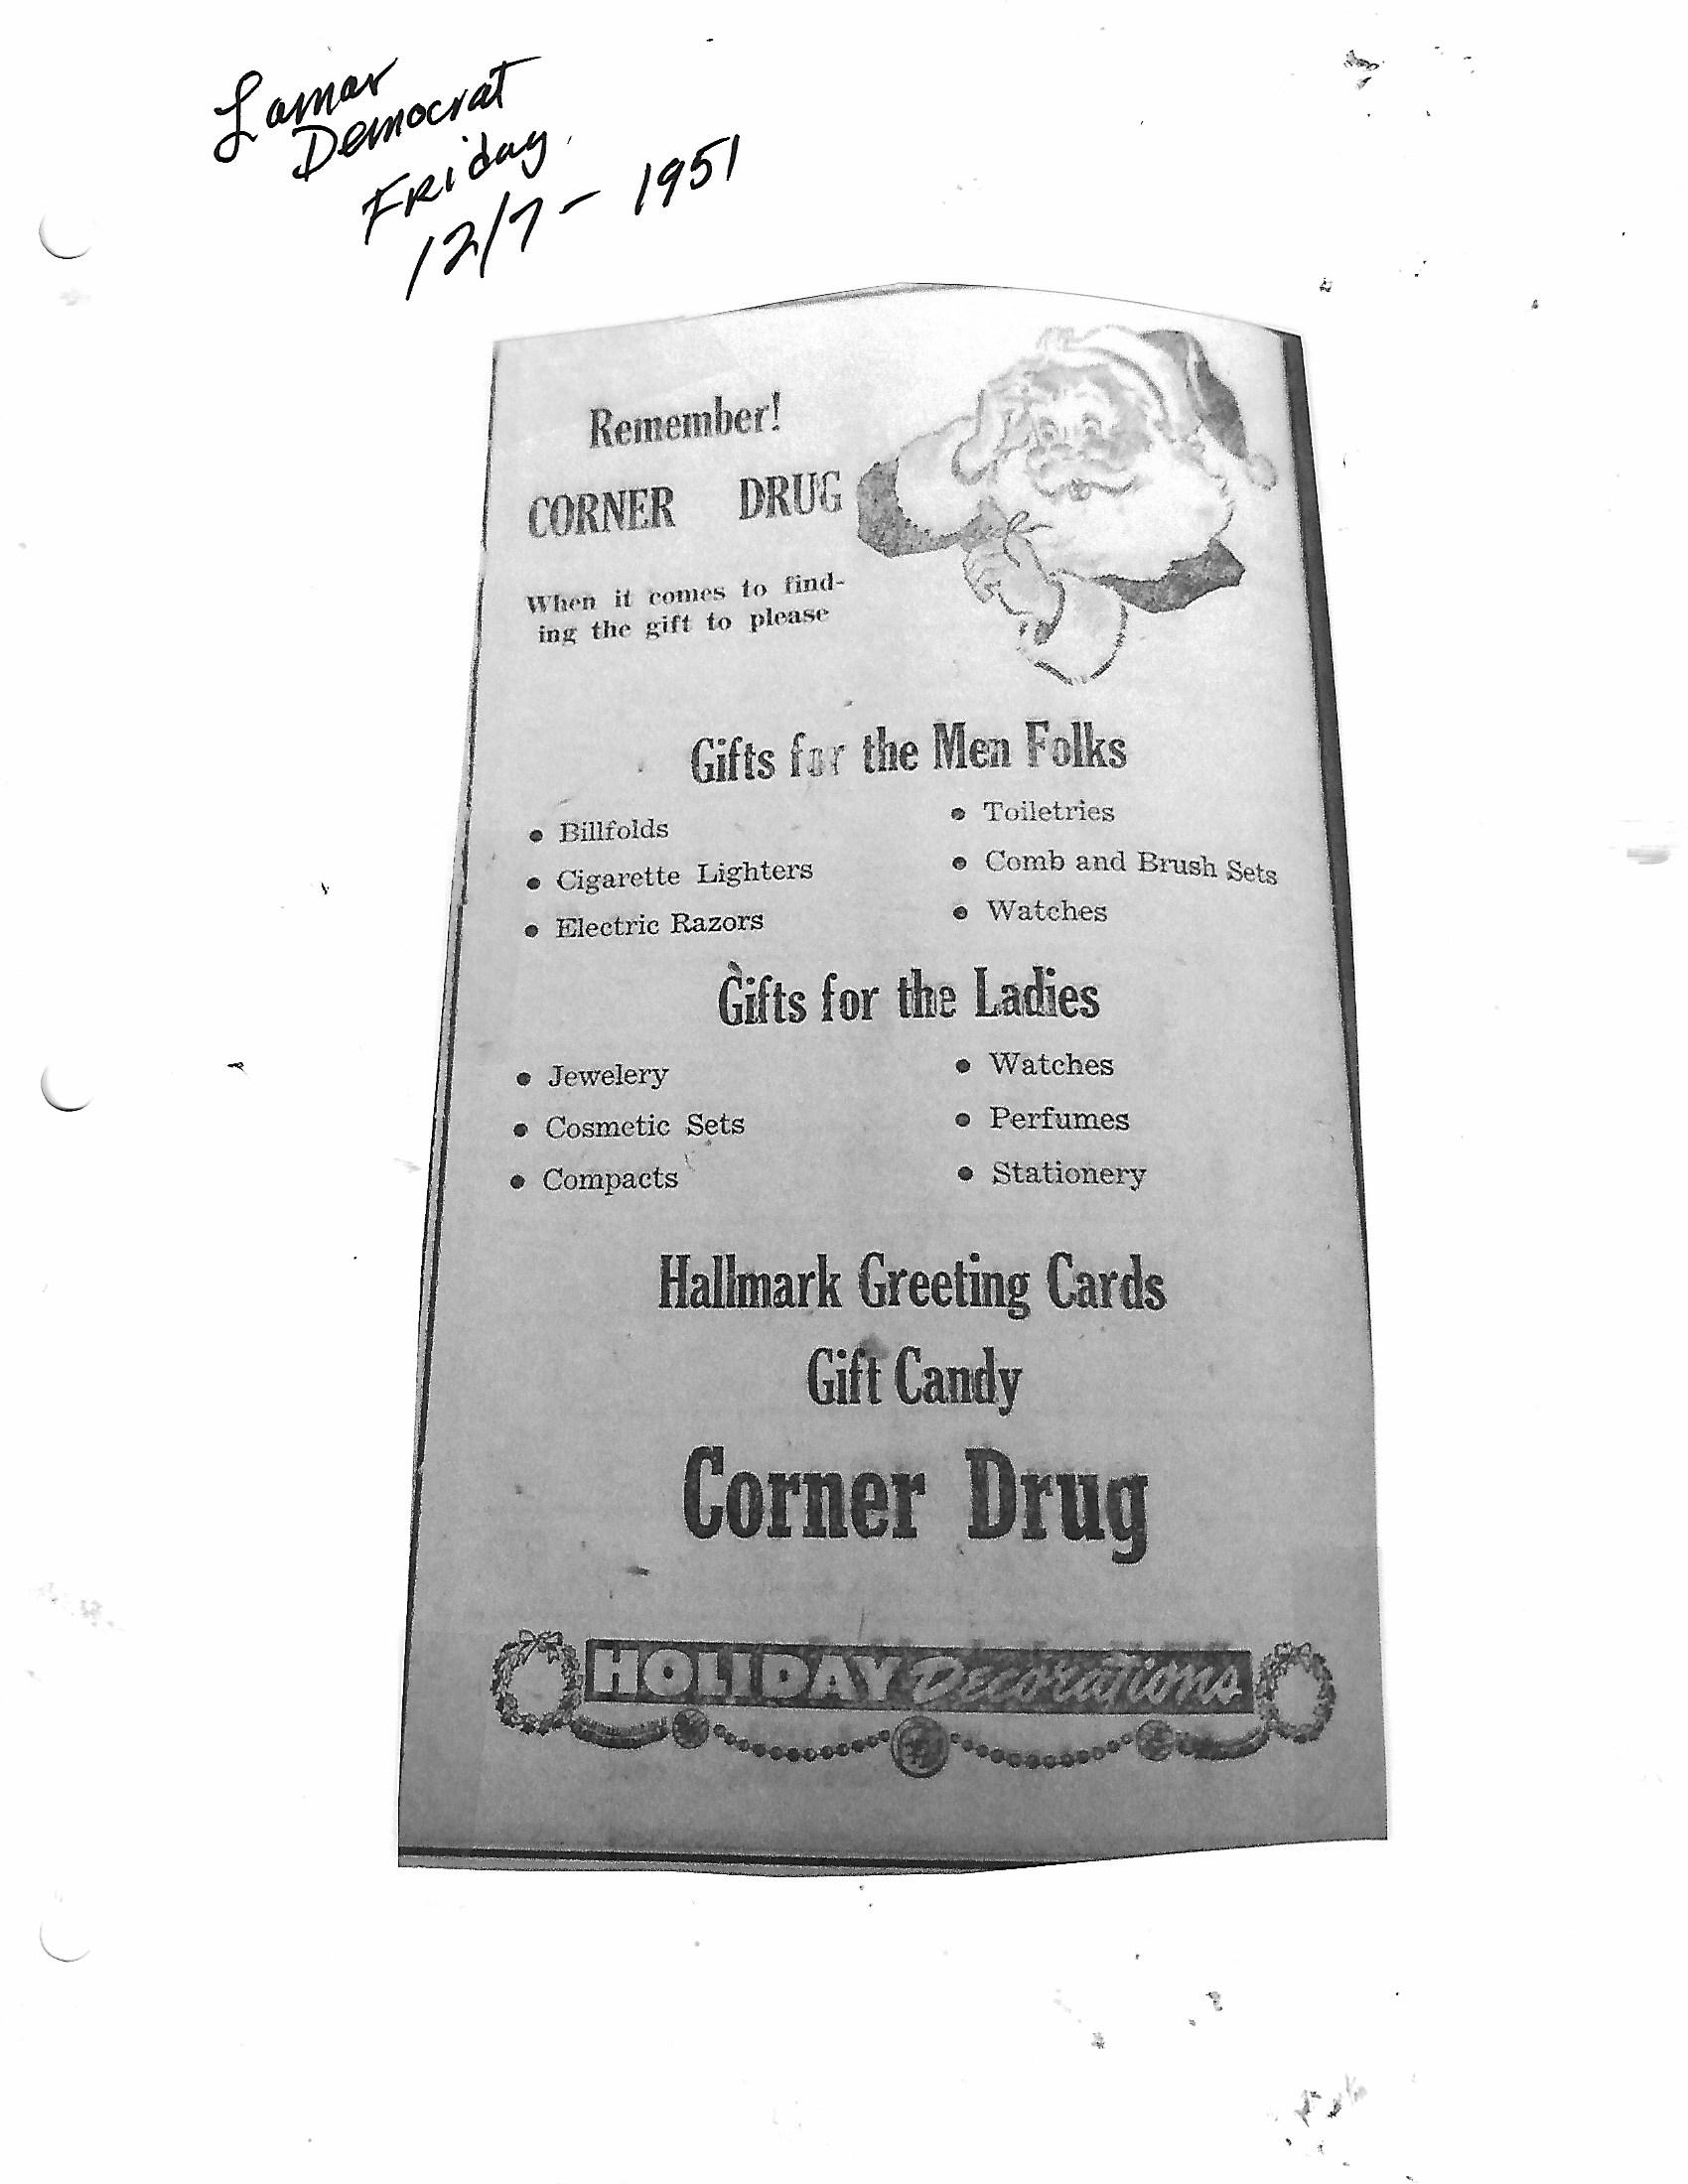 Lamar
Democrat
Friday
12/7-1951
Remember!
CORNER DRUG
When it comes to find-
ing the gift to please
Gifts for the Men Folks
• Billfolds
• Cigarette Lighters
• Electric Razors
• Toiletries
• Comb and Brush Sets
• Watches
Gifts for the Ladies
• Jewelery
• Cosmetic Sets
• Compacts
• Watches
• Perfumes
• Stationery
Hallmark Greeting Cards
Gift Candy
Corner Drug
HOLIDAY Decorations